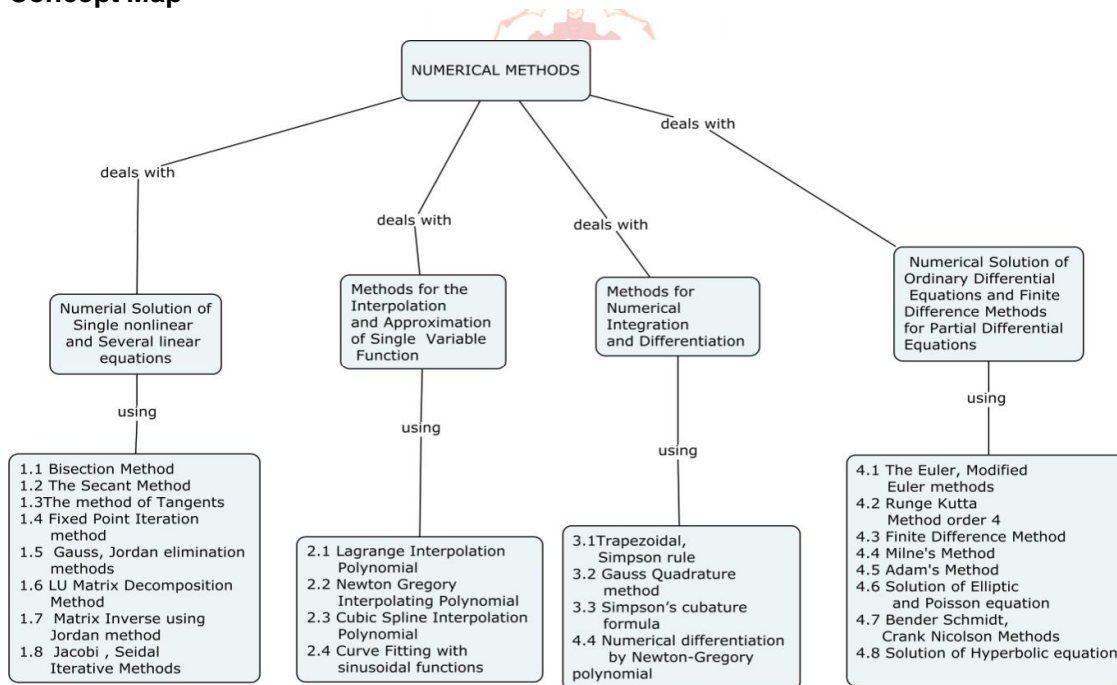 Concept Map
NUMERICAL METHODS
deals with
deals with
deals with
deals with
Numerial Solution of
Single nonlinear
and Several linear
equations
Methods for the
Interpolation
and Approximation
of Single Variable
Function
Methods for
Numerical
Integration
and Differentiation
Numerical Solution of
Ordinary Differential
Equations and Finite
Difference Methods
for Partial Differential
Equations
using
using
using
using
1.1 Bisection Method
1.2 The Secant Method
1.3The method of Tangents
1.4 Fixed Point Iteration
method
1.5 Gauss, Jordan elimination
methods
1.6 LU Matrix Decomposition
Method
1.7 Matrix Inverse using
Jordan method
1.8 Jacobi , Seidal
Iterative Methods
2.1 Lagrange Interpolation
Polynomial
2.2 Newton Gregory
Interpolating Polynomial
2.3 Cubic Spline Interpolation
Polynomial
2.4 Curve Fitting with
sinusoidal functions
3.1Trapezoidal,
Simpson rule
3.2 Gauss Quadrature
method
3.3 Simpson’s cubature
formula
4.4 Numerical differentiation
by Newton-Gregory
polynomial
4.1 The Euler, Modified
Euler methods
4.2 Runge Kutta
Method order 4
4.3 Finite Difference Method
4.4 Milne's Method
4.5 Adam's Method
4.6 Solution of Elliptic
and Poisson equation
4.7 Bender Schmidt,
Crank Nicolson Methods
4.8 Solution of Hyperbolic equation